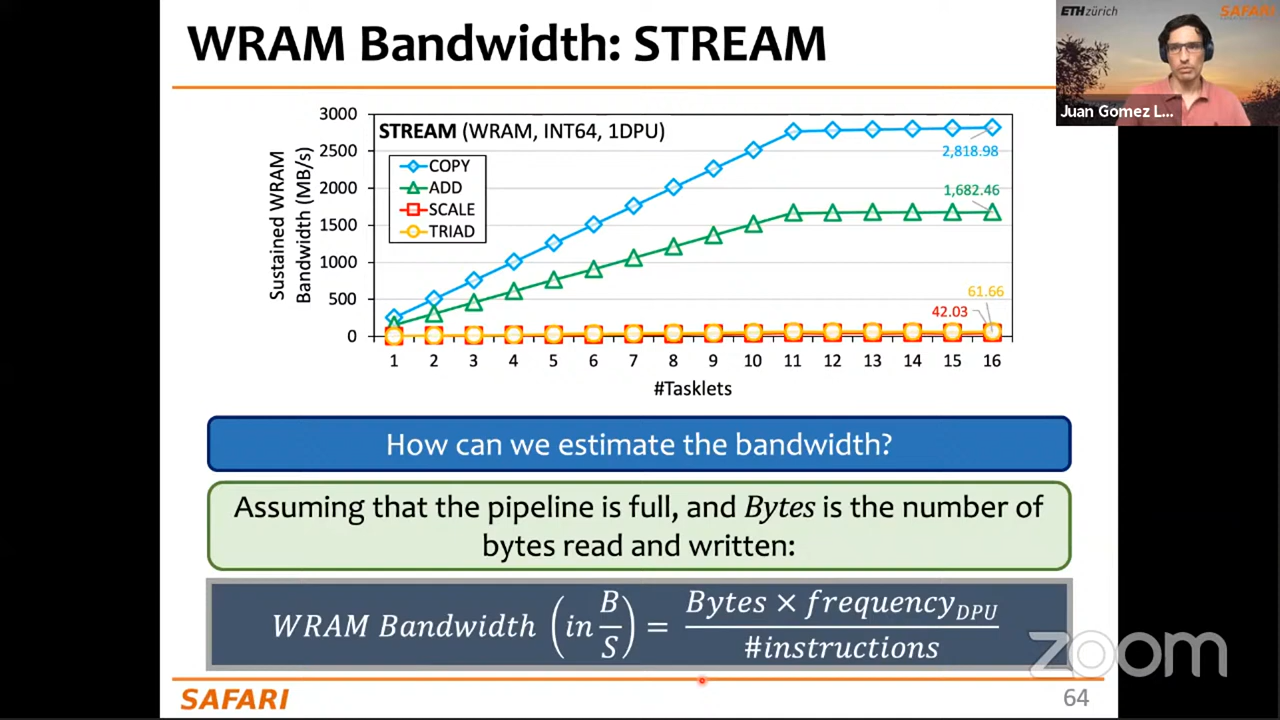 WRAM Bandwidth: STREAM
ETH zürich
SAFARI
Juan Gomez L...
STREAM (WRAM, INT64, 1DPU)
COPY
ADD
SCALE
TRIAD
Sustained WRAM
Bandwidth (MB/s)
3000
2500
2000
1500
1000
500
0
2,818.98
1,682.46
61.66
42.03
1 2 3 4 5 6 7 8 9 10 11 12 13 14 15 16
#Tasklets
How can we estimate the bandwidth?
Assuming that the pipeline is full, and Bytes is the number of
bytes read and written:
WRAM Bandwidth (in B/S) = Bytes × frequency_DPU / #instructions
zoom
SAFARI
64